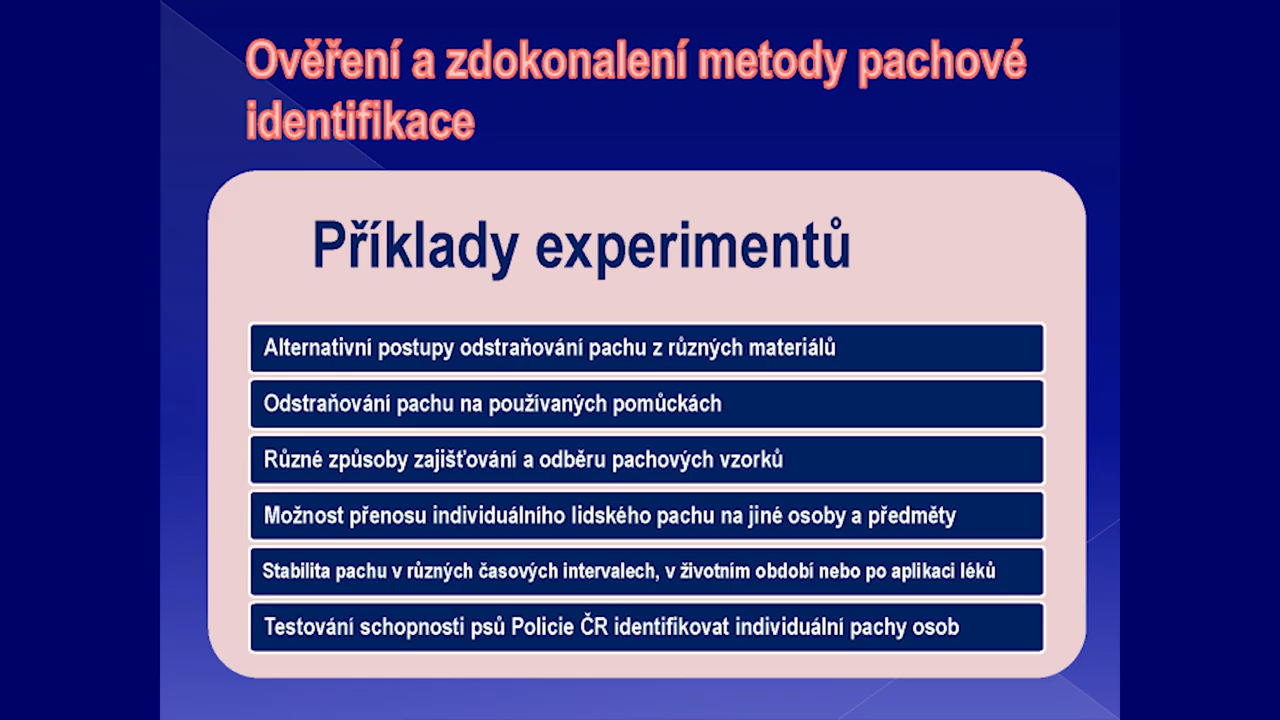 Ověření a zdokonalení metody pachové
identifikace
Příklady experimentů
Alternativní postupy odstraňování pachu z různých materiálů
Odstraňování pachu na používaných pomůckách
Různé způsoby zajišťování a odběru pachových vzorků
Možnost přenosu individuálního lidského pachu na jiné osoby a předměty
Stabilita pachu v různých časových intervalech, v životním období nebo po aplikaci léků
Testování schopnosti psů Policie ČR identifikovat individuální pachy osob